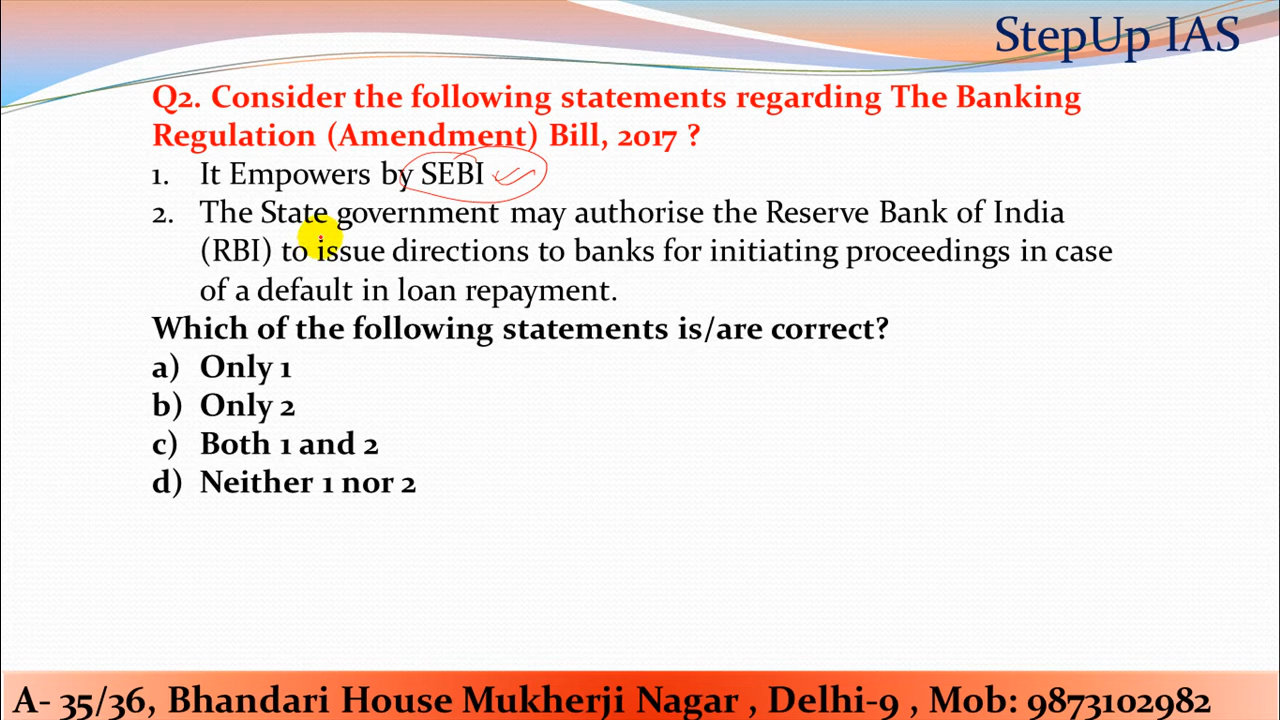 StepUp IAS
Q2. Consider the following statements regarding The Banking
Regulation (Amendment) Bill, 2017 ?
1. It Empowers by SEBI
2. The State government may authorise the Reserve Bank of India
(RBI) to issue directions to banks for initiating proceedings in case
of a default in loan repayment.
Which of the following statements is/are correct?
a) Only 1
b) Only 2
c) Both 1 and 2
d) Neither 1 nor 2
A- 35/36, Bhandari House Mukherji Nagar , Delhi-9 , Mob: 9873102982